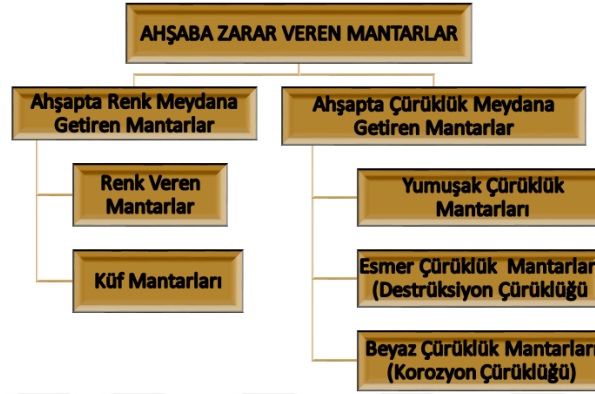 AHŞABA ZARAR VEREN MANTARLAR
Ahşapta Renk Meydana
Getiren Mantarlar
Ahşapta Çürüklük Meydana
Getiren Mantarlar
Renk Veren
Mantarlar
Küf Mantarları
Yumuşak Çürüklük
Mantarları
Esmer Çürüklük Mantarları
(Destrüksiyon Çürüklüğü
Beyaz Çürüklük Mantarları
(Korozyon Çürüklüğü)